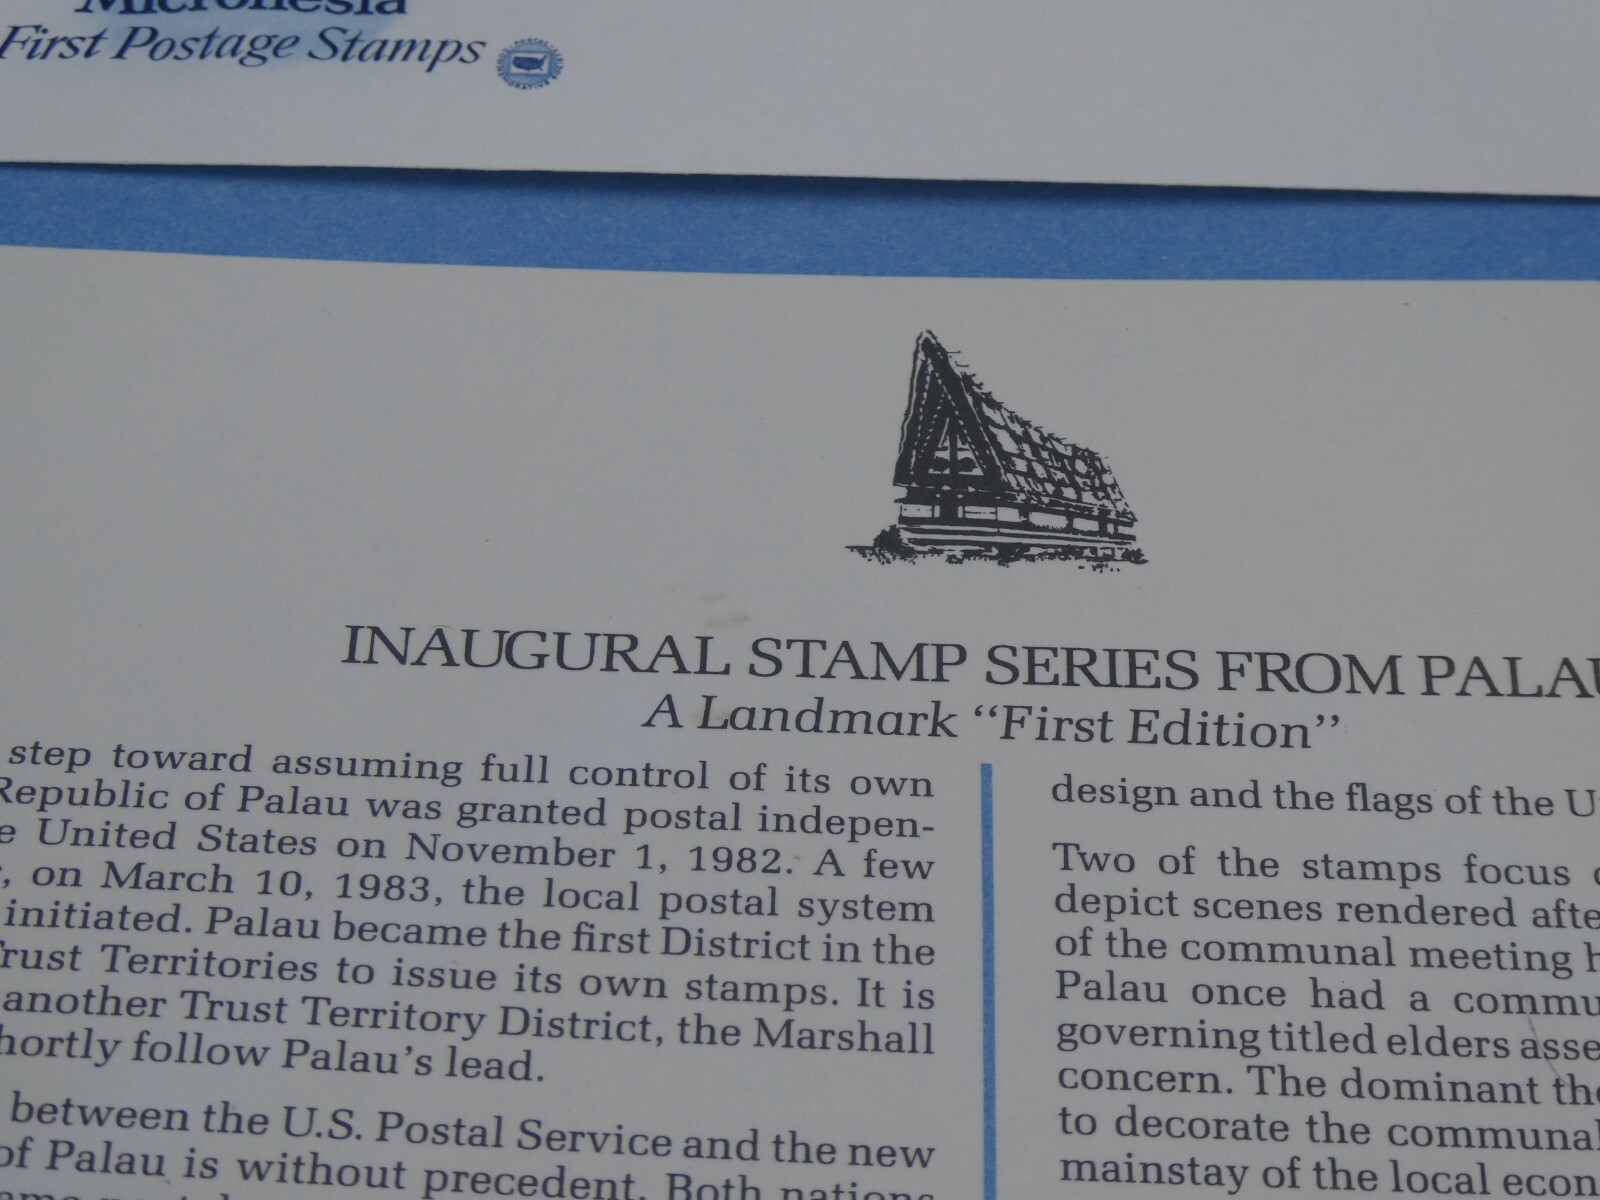 Micronesia
First Postage Stamps
INAUGURAL STAMP SERIES FROM PALAU
A Landmark “First Edition”
step toward assuming full control of its own
Republic of Palau was granted postal indepen-
United States on November 1, 1982. A few
on March 10, 1983, the local postal system
initiated. Palau became the first District in the
Trust Territories to issue its own stamps. It is
another Trust Territory District, the Marshall
follow Palau’s lead.
between the U.S. Postal Service and the new
of Palau is without precedent. Both nations
design and the flags of the
Two of the stamps focus
depict scenes rendered
of the communal meeting
Palau once had a
governing titled elders
concern. The dominant
to decorate the communal
mainstay of the local